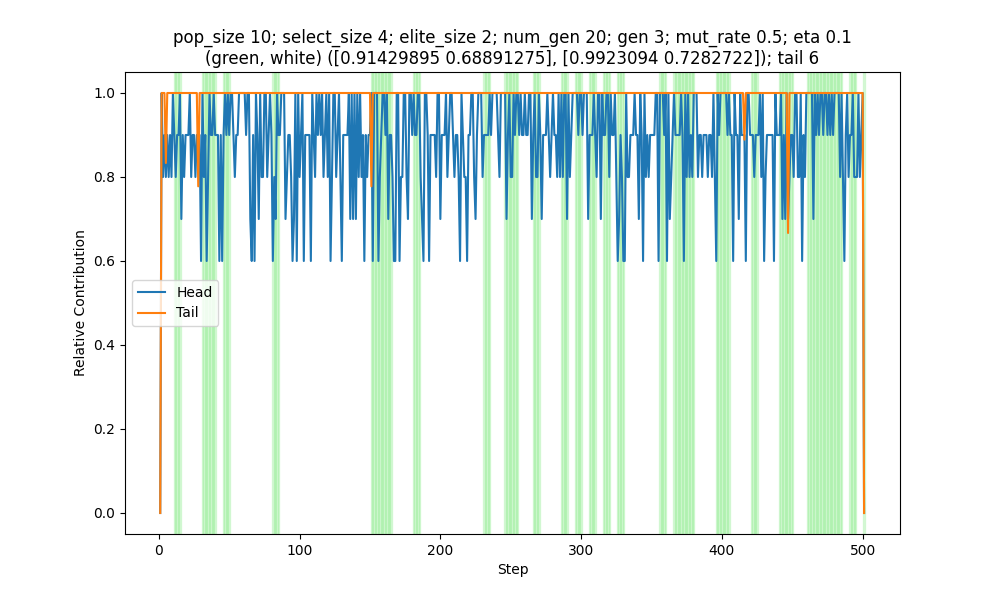 pop_size 10; select_size 4; elite_size 2; num_gen 20; gen 3; mut_rate 0.5; eta 0.1
(green, white) ([0.91429895 0.68891275], [0.9923094 0.7282722]); tail 6
1.0
0.8
0.6
0.4
0.2
0.0
Relative Contribution
Head
Tail
0
100
200
300
400
500
Step